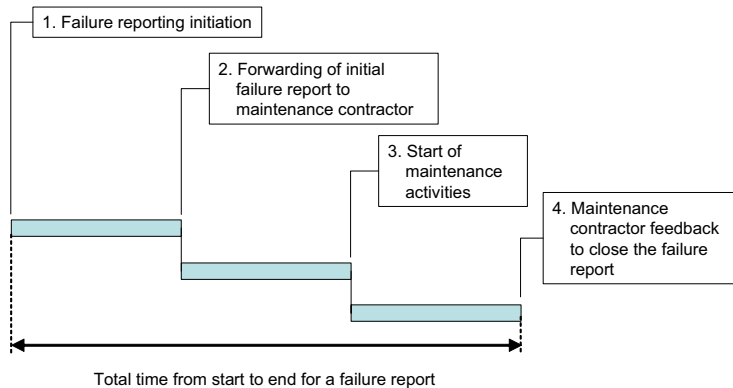 1. Failure reporting initiation
2. Forwarding of initial
failure report to
maintenance contractor
3. Start of
maintenance
activities
4. Maintenance
contractor feedback
to close the failure
report
Total time from start to end for a failure report